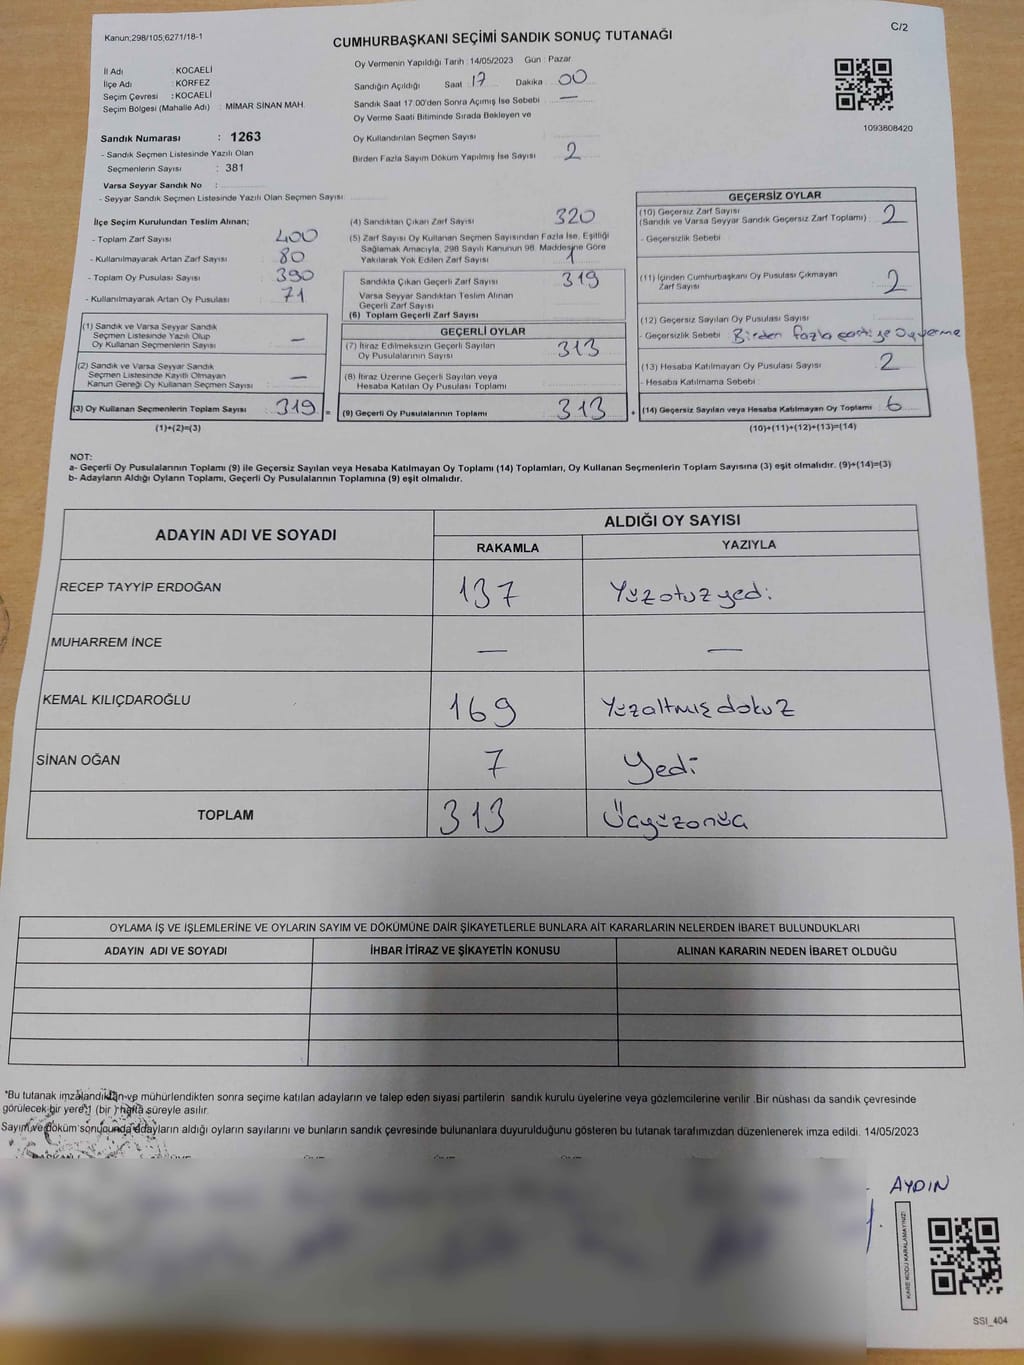 Kanun;298/105;6271/18-1
CUMHURBAŞKANI SEÇİMİ SANDIK SONUÇ TUTANAĞI
C/2
İl Adı : KOCAELİ
İlçe Adı : KÖRFEZ
Seçim Çevresi : KOCAELİ
Seçim Bölgesi (Mahalle Adı) : MİMAR SİNAN MAH.
Sandık Numarası : 1263
- Sandık Seçmen Listesinde Yazılı Olan
Seçmenlerin Sayısı : 381
Varsa Seyyar Sandık No :
- Seyyar Sandık Seçmen Listesinde Yazılı Olan Seçmen Sayısı:
Oy Vermenin Yapıldığı Tarih : 14/05/2023 Gün : Pazar
Sandığın Açıldığı Saat : 17 Dakika : 00
Sandık Saat 17.00'den Sonra Açımış İse Sebebi : —
Oy Verme Saati Bitiminde Sırada Bekleyen ve
Oy Kullandırılan Seçmen Sayısı
Birden Fazla Sayım Döküm Yapılmış İse Sayısı : 2
1093808420
İlçe Seçim Kurulundan Teslim Alınan;
- Toplam Zarf Sayısı : 400
- Kullanılmayarak Artan Zarf Sayısı : 80
- Toplam Oy Pusulası Sayısı : 390
- Kullanılmayarak Artan Oy Pusulası : 71
(1) Sandık ve Varsa Seyyar Sandık
Seçmen Listesinde Yazılı Olup
Oy Kullanan Seçmenlerin Sayısı : —
(2) Sandık ve Varsa Seyyar Sandık
Seçmen Listesinde Kayıtlı Olmayan
Kanun Gereği Oy Kullanan Seçmen Sayısı : —
(3) Oy Kullanan Seçmenlerin Toplam Sayısı : 319 =
(1)+(2)=(3)
(4) Sandıktan Çıkan Zarf Sayısı : 320
(5) Zarf Sayısı Oy Kullanan Seçmen Sayısından Fazla İse, Eşitliği
Sağlamak Amacıyla, 298 Sayılı Kanunun 98. Maddesine Göre
Yakılarak Yok Edilen Zarf Sayısı : 1
Sandıkta Çıkan Geçerli Zarf Sayısı : 319
Varsa Seyyar Sandıktan Teslim Alınan
Geçerli Zarf Sayısı
(6) Toplam Geçerli Zarf Sayısı
GEÇERLİ OYLAR
(7) İtiraz Edilmeksizin Geçerli Sayılan
Oy Pusulalarının Sayısı : 313
(8) İtiraz Üzerine Geçerli Sayılan veya
Hesaba Katılan Oy Pusulası Toplamı
(9) Geçerli Oy Pusulalarının Toplamı : 313 +
GEÇERSİZ OYLAR
(10) Geçersiz Zarf Sayısı
(Sandık ve Varsa Seyyar Sandık Geçersiz Zarf Toplamı) : 2
- Geçersizlik Sebebi :
(11) İçinden Cumhurbaşkanı Oy Pusulası Çıkmayan
Zarf Sayısı : 2
(12) Geçersiz Sayılan Oy Pusulası Sayısı
- Geçersizlik Sebebi : Birden fazla partiye oy verme
(13) Hesaba Katılmayan Oy Pusulası Sayısı : 2
- Hesaba Katılmama Sebebi :
(14) Geçersiz Sayılan veya Hesaba Katılmayan Oy Toplamı : 6
(10)+(11)+(12)+(13)=(14)
NOT:
a- Geçerli Oy Pusulalarının Toplamı (9) ile Geçersiz Sayılan veya Hesaba Katılmayan Oy Toplamı (14) Toplamları, Oy Kullanan Seçmenlerin Toplam Sayısına (3) eşit olmalıdır. (9)+(14)=(3)
b- Adayların Aldığı Oyların Toplamı, Geçerli Oy Pusulalarının Toplamına (9) eşit olmalıdır.
ADAYIN ADI VE SOYADI
ALDIĞI OY SAYISI
RAKAMLA YAZIYLA
RECEP TAYYİP ERDOĞAN 137 Yüzotuzyedi
MUHARREM İNCE — —
KEMAL KILIÇDAROĞLU 169 Yüzaltmışdokuz
SİNAN OĞAN 7 Yedi
TOPLAM 313 Üçyüzonüç
OYLAMA İŞ VE İŞLEMLERİNE VE OYLARIN SAYIM VE DÖKÜMÜNE DAİR ŞİKAYETLERLE BUNLARA AİT KARARLARIN NELERDEN İBARET BULUNDUKLARI
ADAYIN ADI VE SOYADI İHBAR İTİRAZ VE ŞİKAYETİN KONUSU ALINAN KARARIN NEDEN İBARET OLDUĞU
*Bu tutanak imzalandıktan ve mühürlendikten sonra seçime katılan adayların ve talep eden siyasi partilerin sandık kurulu üyelerine veya gözlemcilerine verilir .Bir nüshası da sandık çevresinde
görülecek bir yere 1 (bir ) hafta süreyle asılır.
Sayım ve döküm sonucunda adayların aldığı oyların sayılarını ve bunların sandık çevresinde bulunanlara duyurulduğunu gösteren bu tutanak tarafımızdan düzenlenerek imza edildi. 14/05/2023
AYDIN
KARE KODU KARALAMAYINIZ!
SSI_404